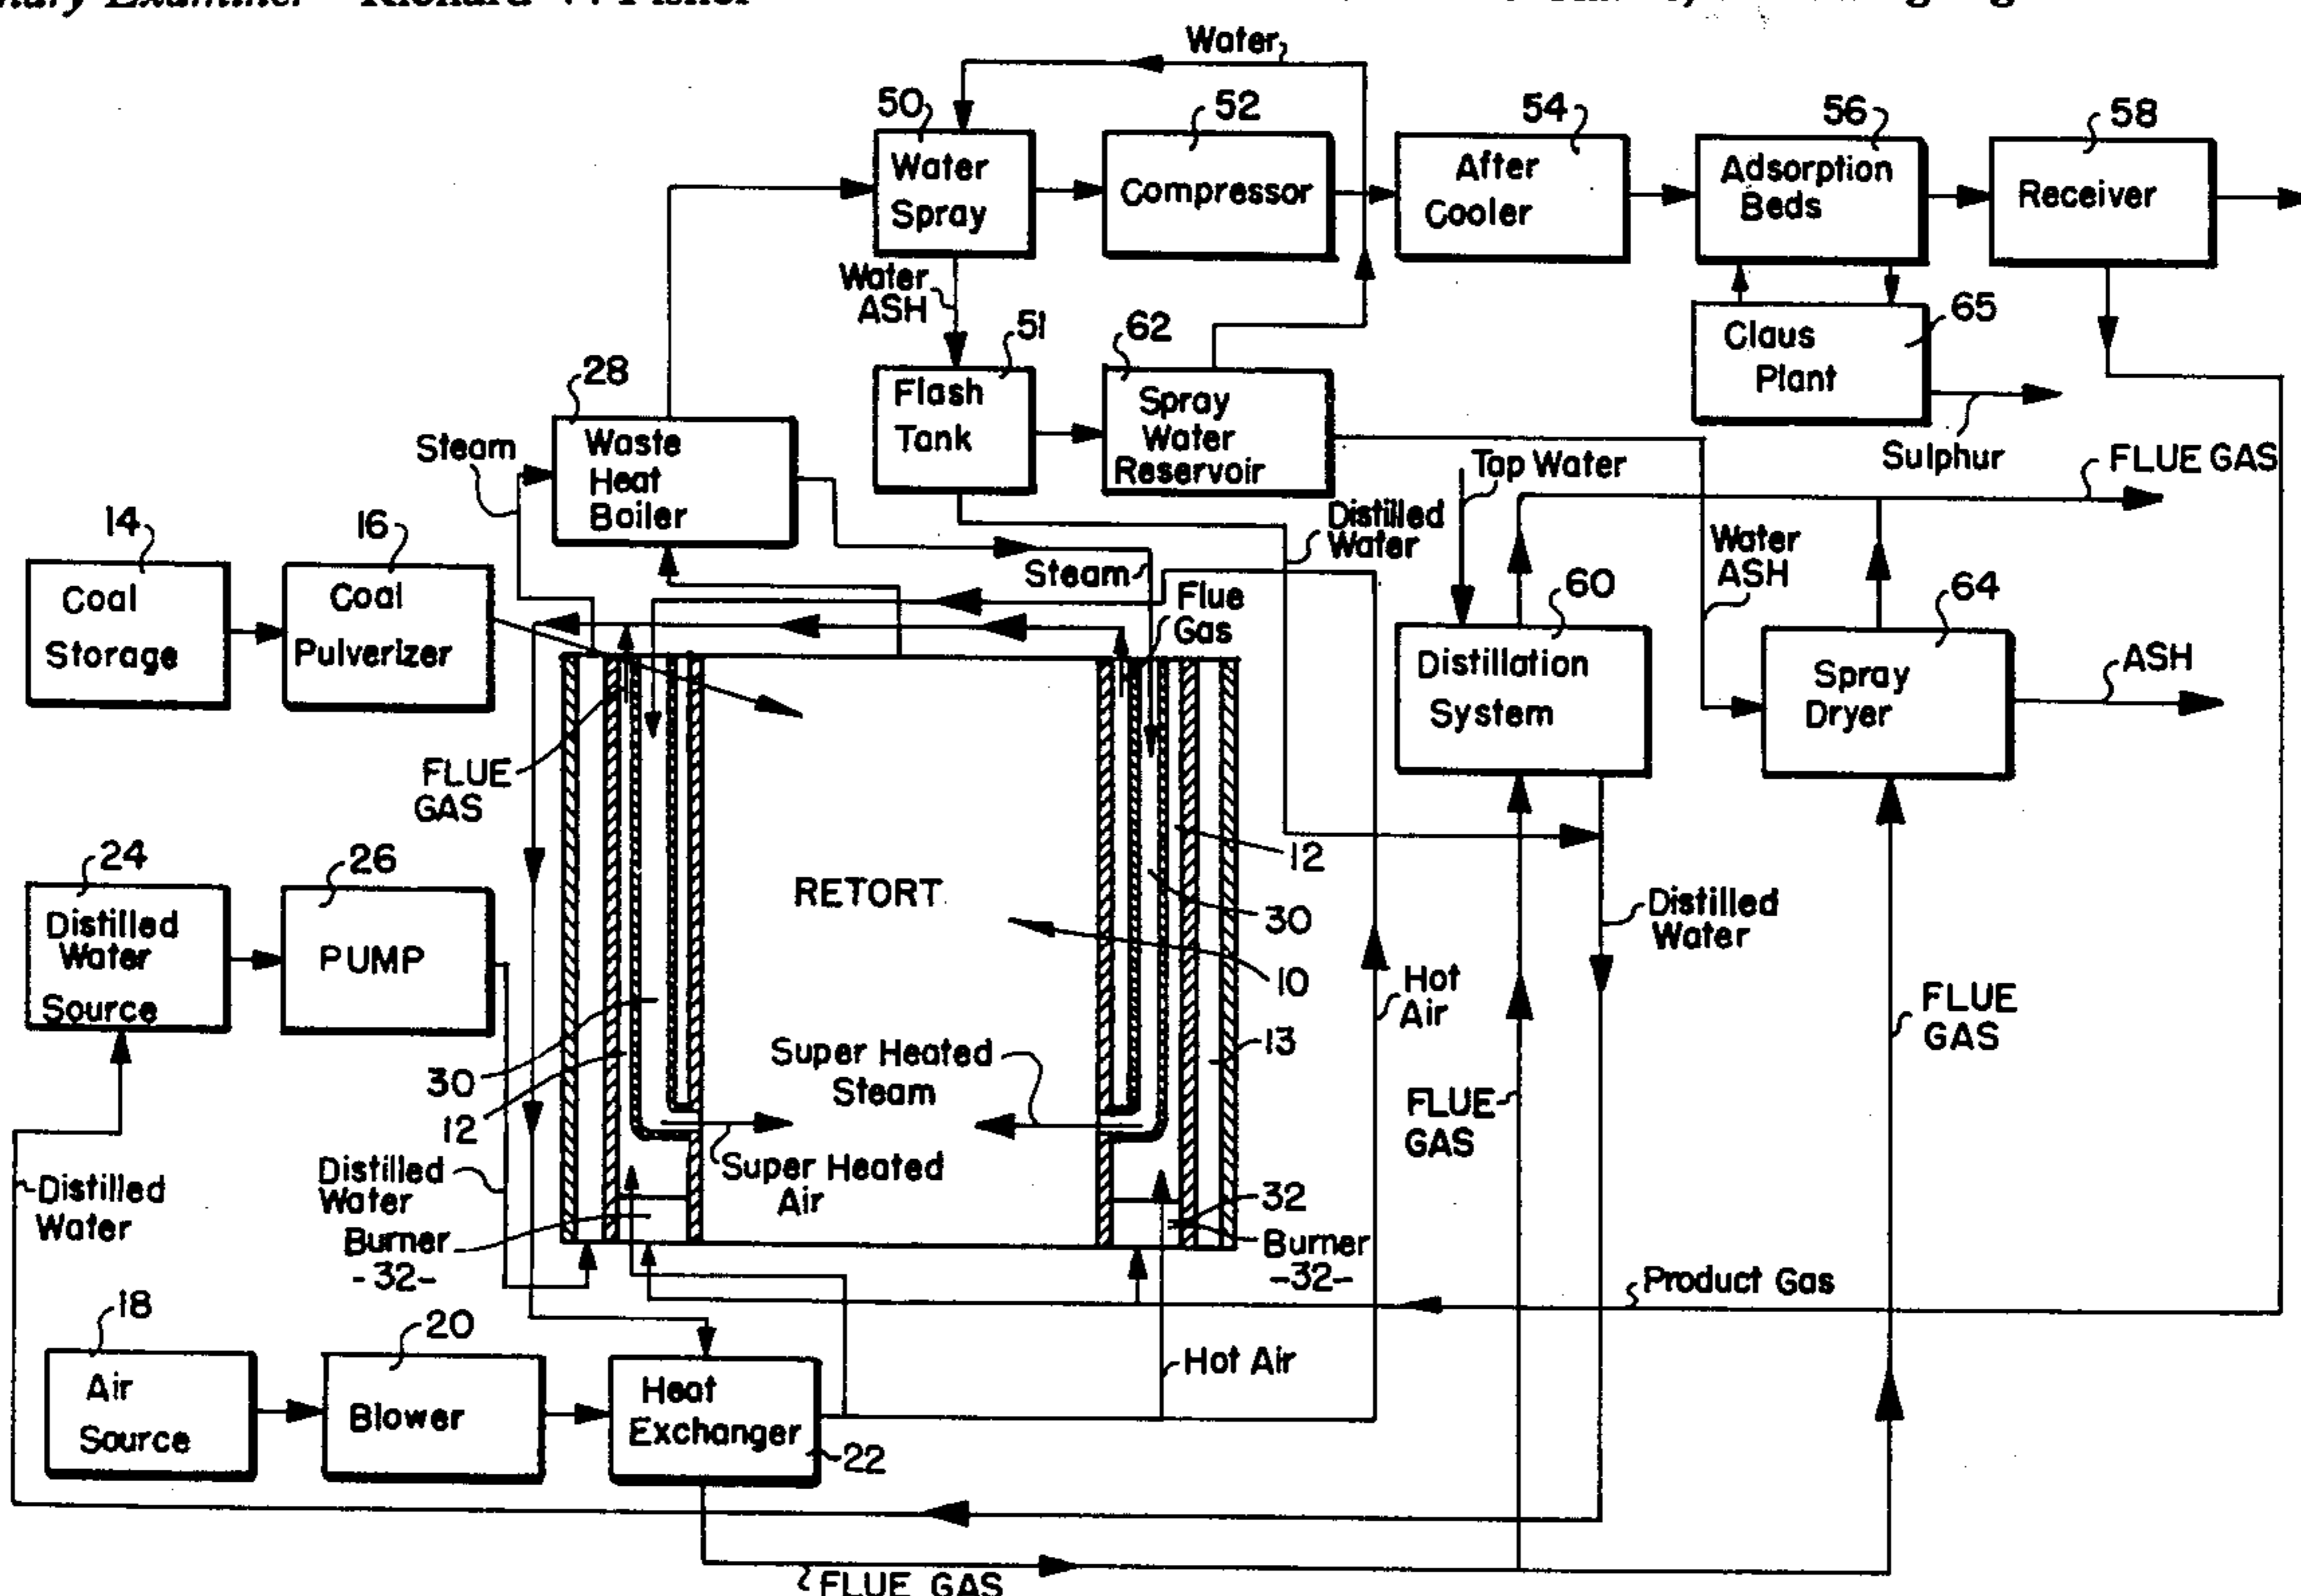 Water
50
52
54
56
58
Water
Spray
Compressor
After
Cooler
Adsorption
Beds
Receiver
Water
ASH
51
62
65
Claus
Plant
28
Flash
Tank
Spray
Water
Reservoir
Steam
Waste
Heat
Boiler
Sulphur
Tap Water
FLUE GAS
14
16
Distilled
Water
Water
ASH
Steam
Flue
Gas
60
64
Coal
Storage
Coal
Pulverizer
Distillation
System
Spray
Dryer
ASH
FLUE
GAS
12
24
26
RETORT
30
Distilled
Water
Distilled
Water
Source
PUMP
10
Hot
Air
FLUE
GAS
13
30
Super Heated
Steam
12
FLUE
GAS
Super Heated
Air
Distilled
Water
Distilled
Water
32
Burner
-32-
Burner
-32-
Product Gas
18
20
Hot Air
Air
Source
Blower
Heat
Exchanger
22
FLUE GAS